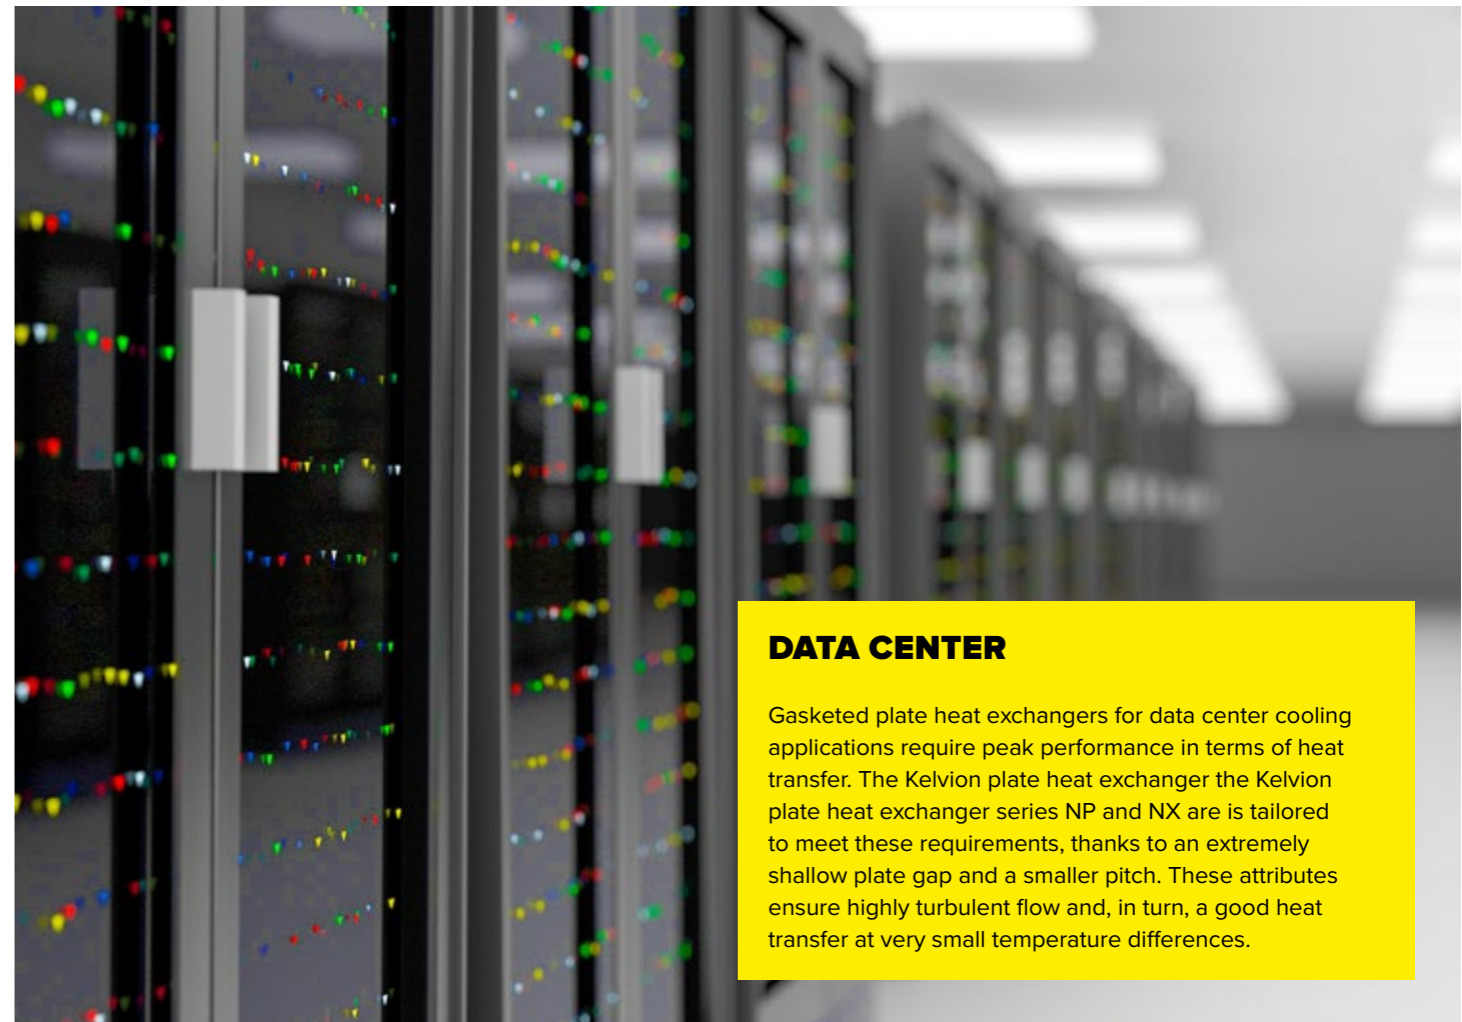 DATA CENTER
Gasketed plate heat exchangers for data center cooling
applications require peak performance in terms of heat
transfer. The Kelvion plate heat exchanger the Kelvion
plate heat exchanger series NP and NX are is tailored
to meet these requirements, thanks to an extremely
shallow plate gap and a smaller pitch. These attributes
ensure highly turbulent flow and, in turn, a good heat
transfer at very small temperature differences.